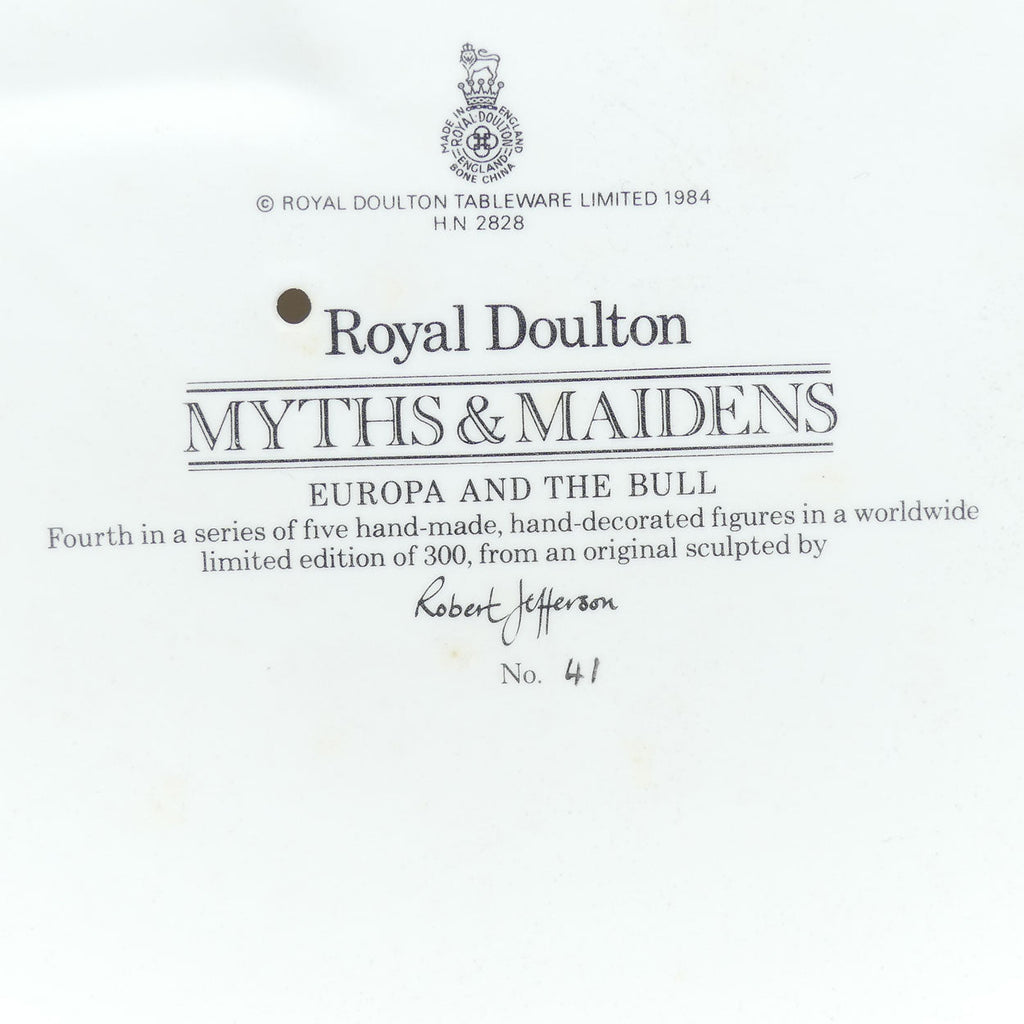 MADE IN ENGLAND
ROYAL DOULTON
ENGLAND
BONE CHINA
© ROYAL DOULTON TABLEWARE LIMITED 1984
H.N 2828
Royal Doulton
MYTHS & MAIDENS
EUROPA AND THE BULL
Fourth in a series of five hand-made, hand-decorated figures in a worldwide
limited edition of 300, from an original sculpted by
Robert Jefferson
No. 41